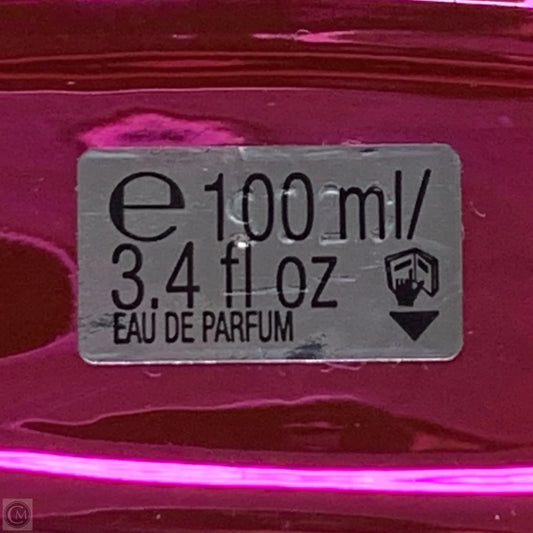 ℮ 100 ml/
3.4 fl oz
EAU DE PARFUM